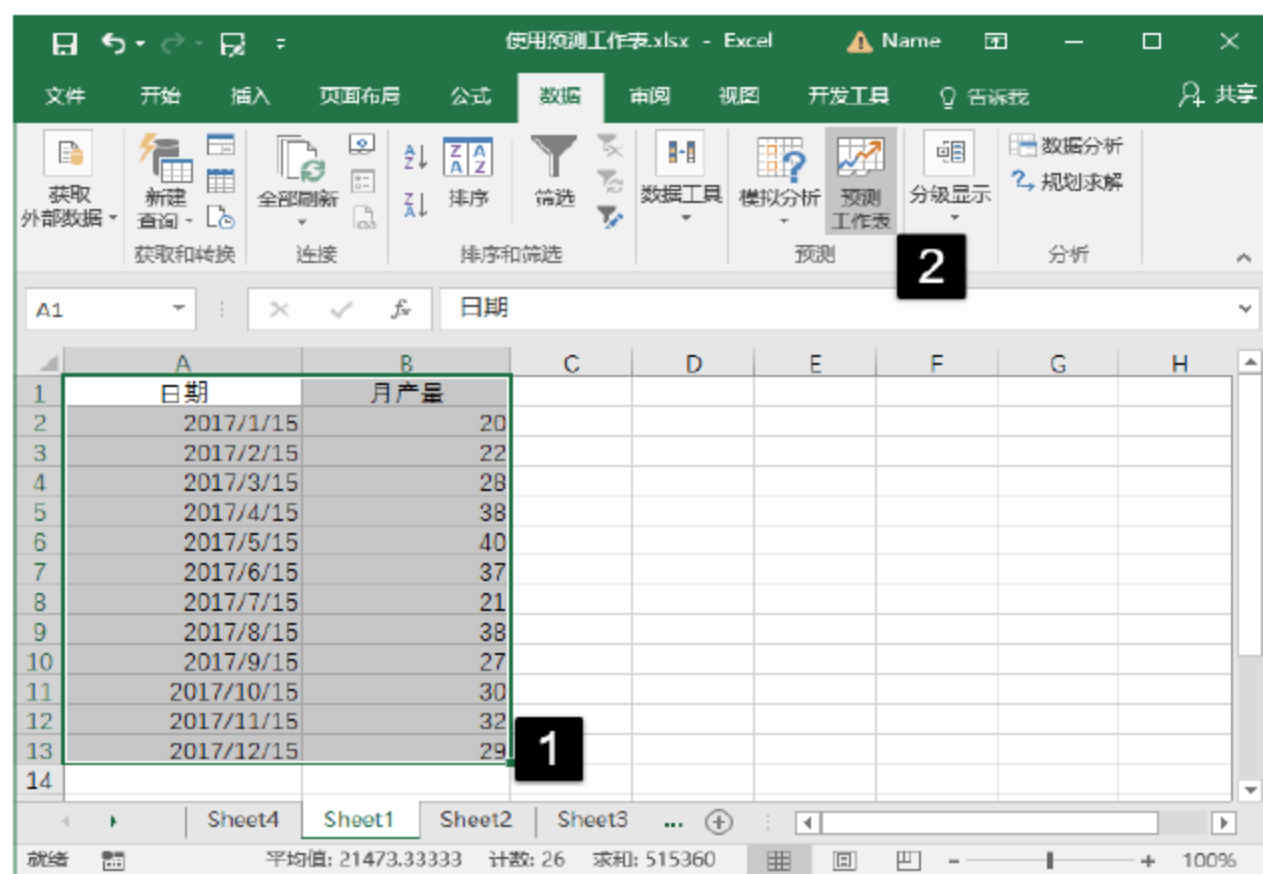 使用预测工作表.xlsx - Excel Name
文件 开始 插入 页面布局 公式 数据 审阅 视图 开发工具 告诉我 共享
获取外部数据 新建查询 全部刷新 排序 筛选 数据工具 模拟分析 预测工作表 分级显示 数据分析
规划求解
获取和转换 连接 排序和筛选 预测 分析
2
A1 fx 日期
A B C D E F G H
1 日期 月产量
2 2017/1/15 20
3 2017/2/15 22
4 2017/3/15 28
5 2017/4/15 38
6 2017/5/15 40
7 2017/6/15 37
8 2017/7/15 21
9 2017/8/15 38
10 2017/9/15 27
11 2017/10/15 30
12 2017/11/15 32
13 2017/12/15 29
1
14
Sheet4 Sheet1 Sheet2 Sheet3 ...
就绪 平均值: 21473.33333 计数: 26 求和: 515360 100%